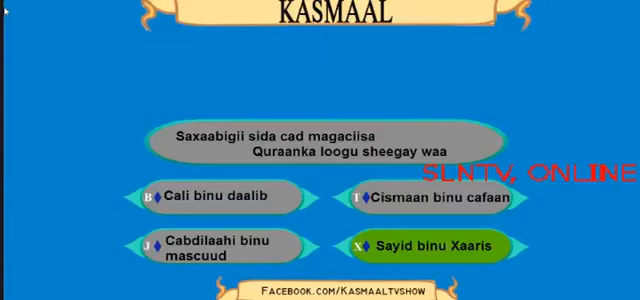 KASMAAL
Saxaabigii sida cad magaciisa
Quraanka loogu sheegay waa
SLNTV, ONLINE
B Cali binu daalib
T Cismaan binu cafaan
J Cabdilaahi binu
mascuud
X Sayid binu Xaaris
FACEBOOK.COM/KASMAALTVSHOW